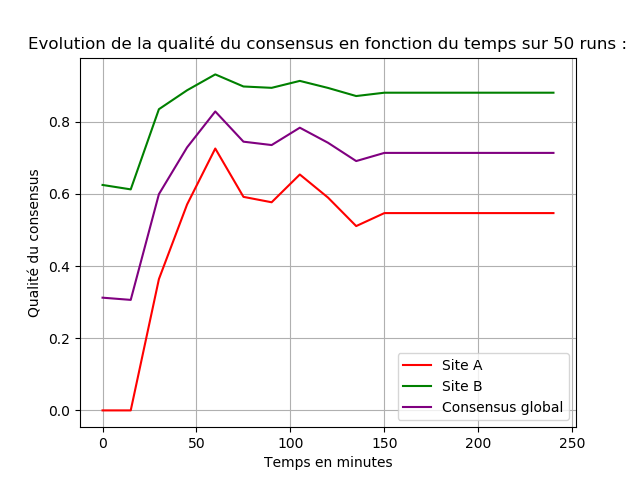 Evolution de la qualité du consensus en fonction du temps sur 50 runs :
Qualité du consensus
0.8
0.6
0.4
0.2
0.0
Site A
Site B
Consensus global
0 50 100 150 200 250
Temps en minutes